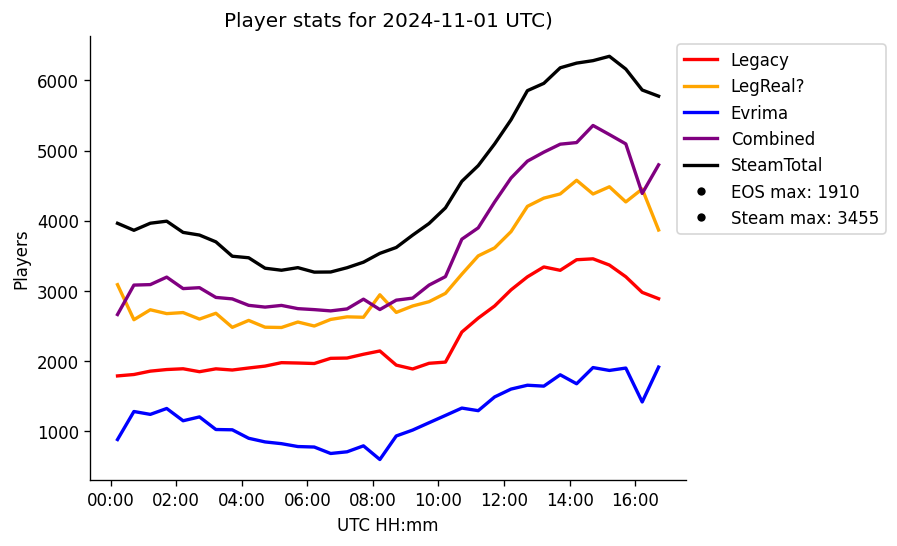 Player stats for 2024-11-01 UTC)
Players
6000
5000
4000
3000
2000
1000
00:00 02:00 04:00 06:00 08:00 10:00 12:00 14:00 16:00
UTC HH:mm
Legacy
LegReal?
Evrima
Combined
SteamTotal
EOS max: 1910
Steam max: 3455